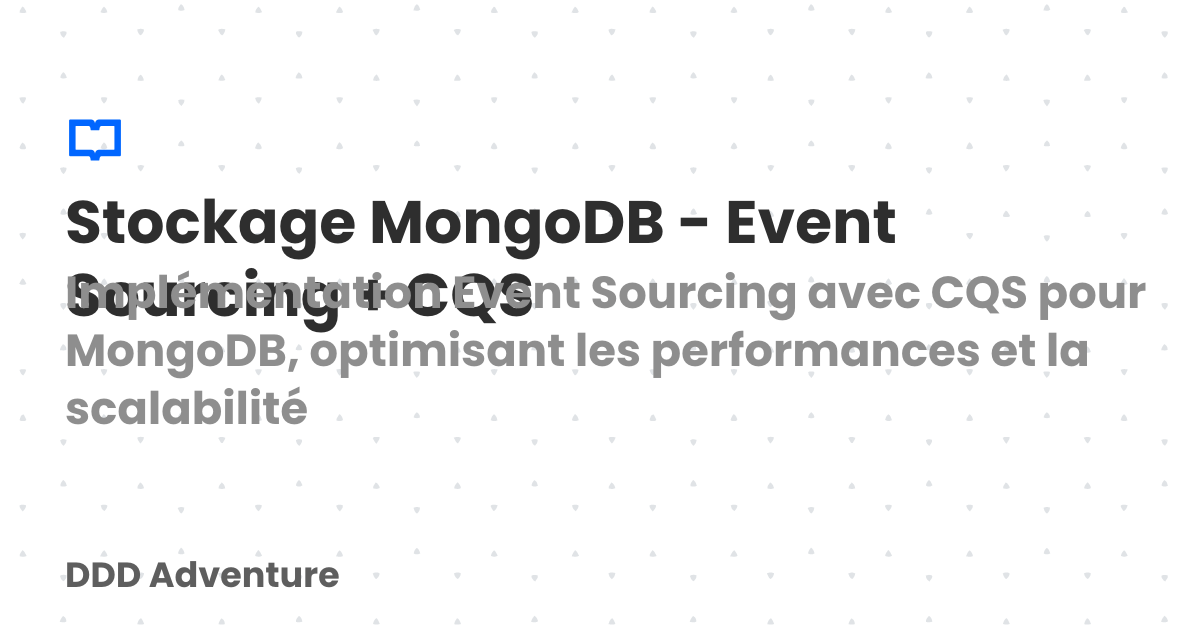 Stockage MongoDB - Event
Sourcing + CQS
Implémentation Event Sourcing avec CQS pour
MongoDB, optimisant les performances et la
scalabilité
DDD Adventure